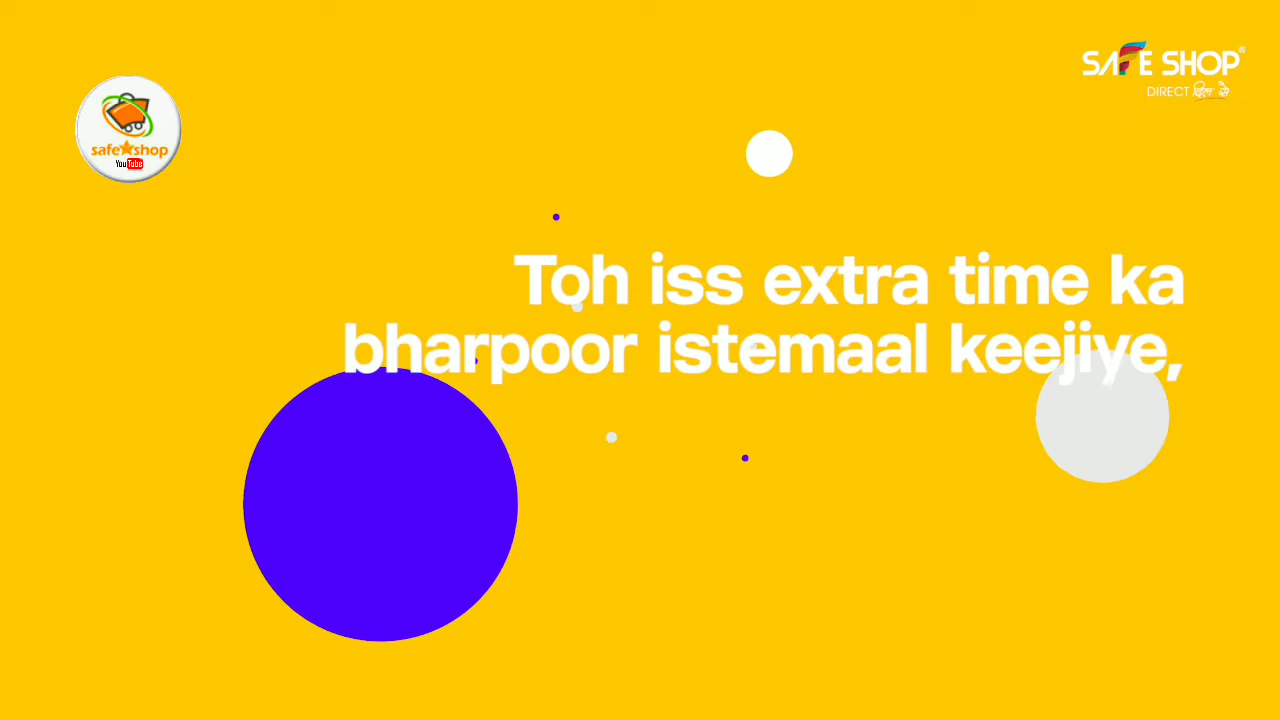 SAFE SHOP®
DIRECT दिल से
safe shop
YouTube
Toh iss extra time ka
bharpoor istemaal keejiye,